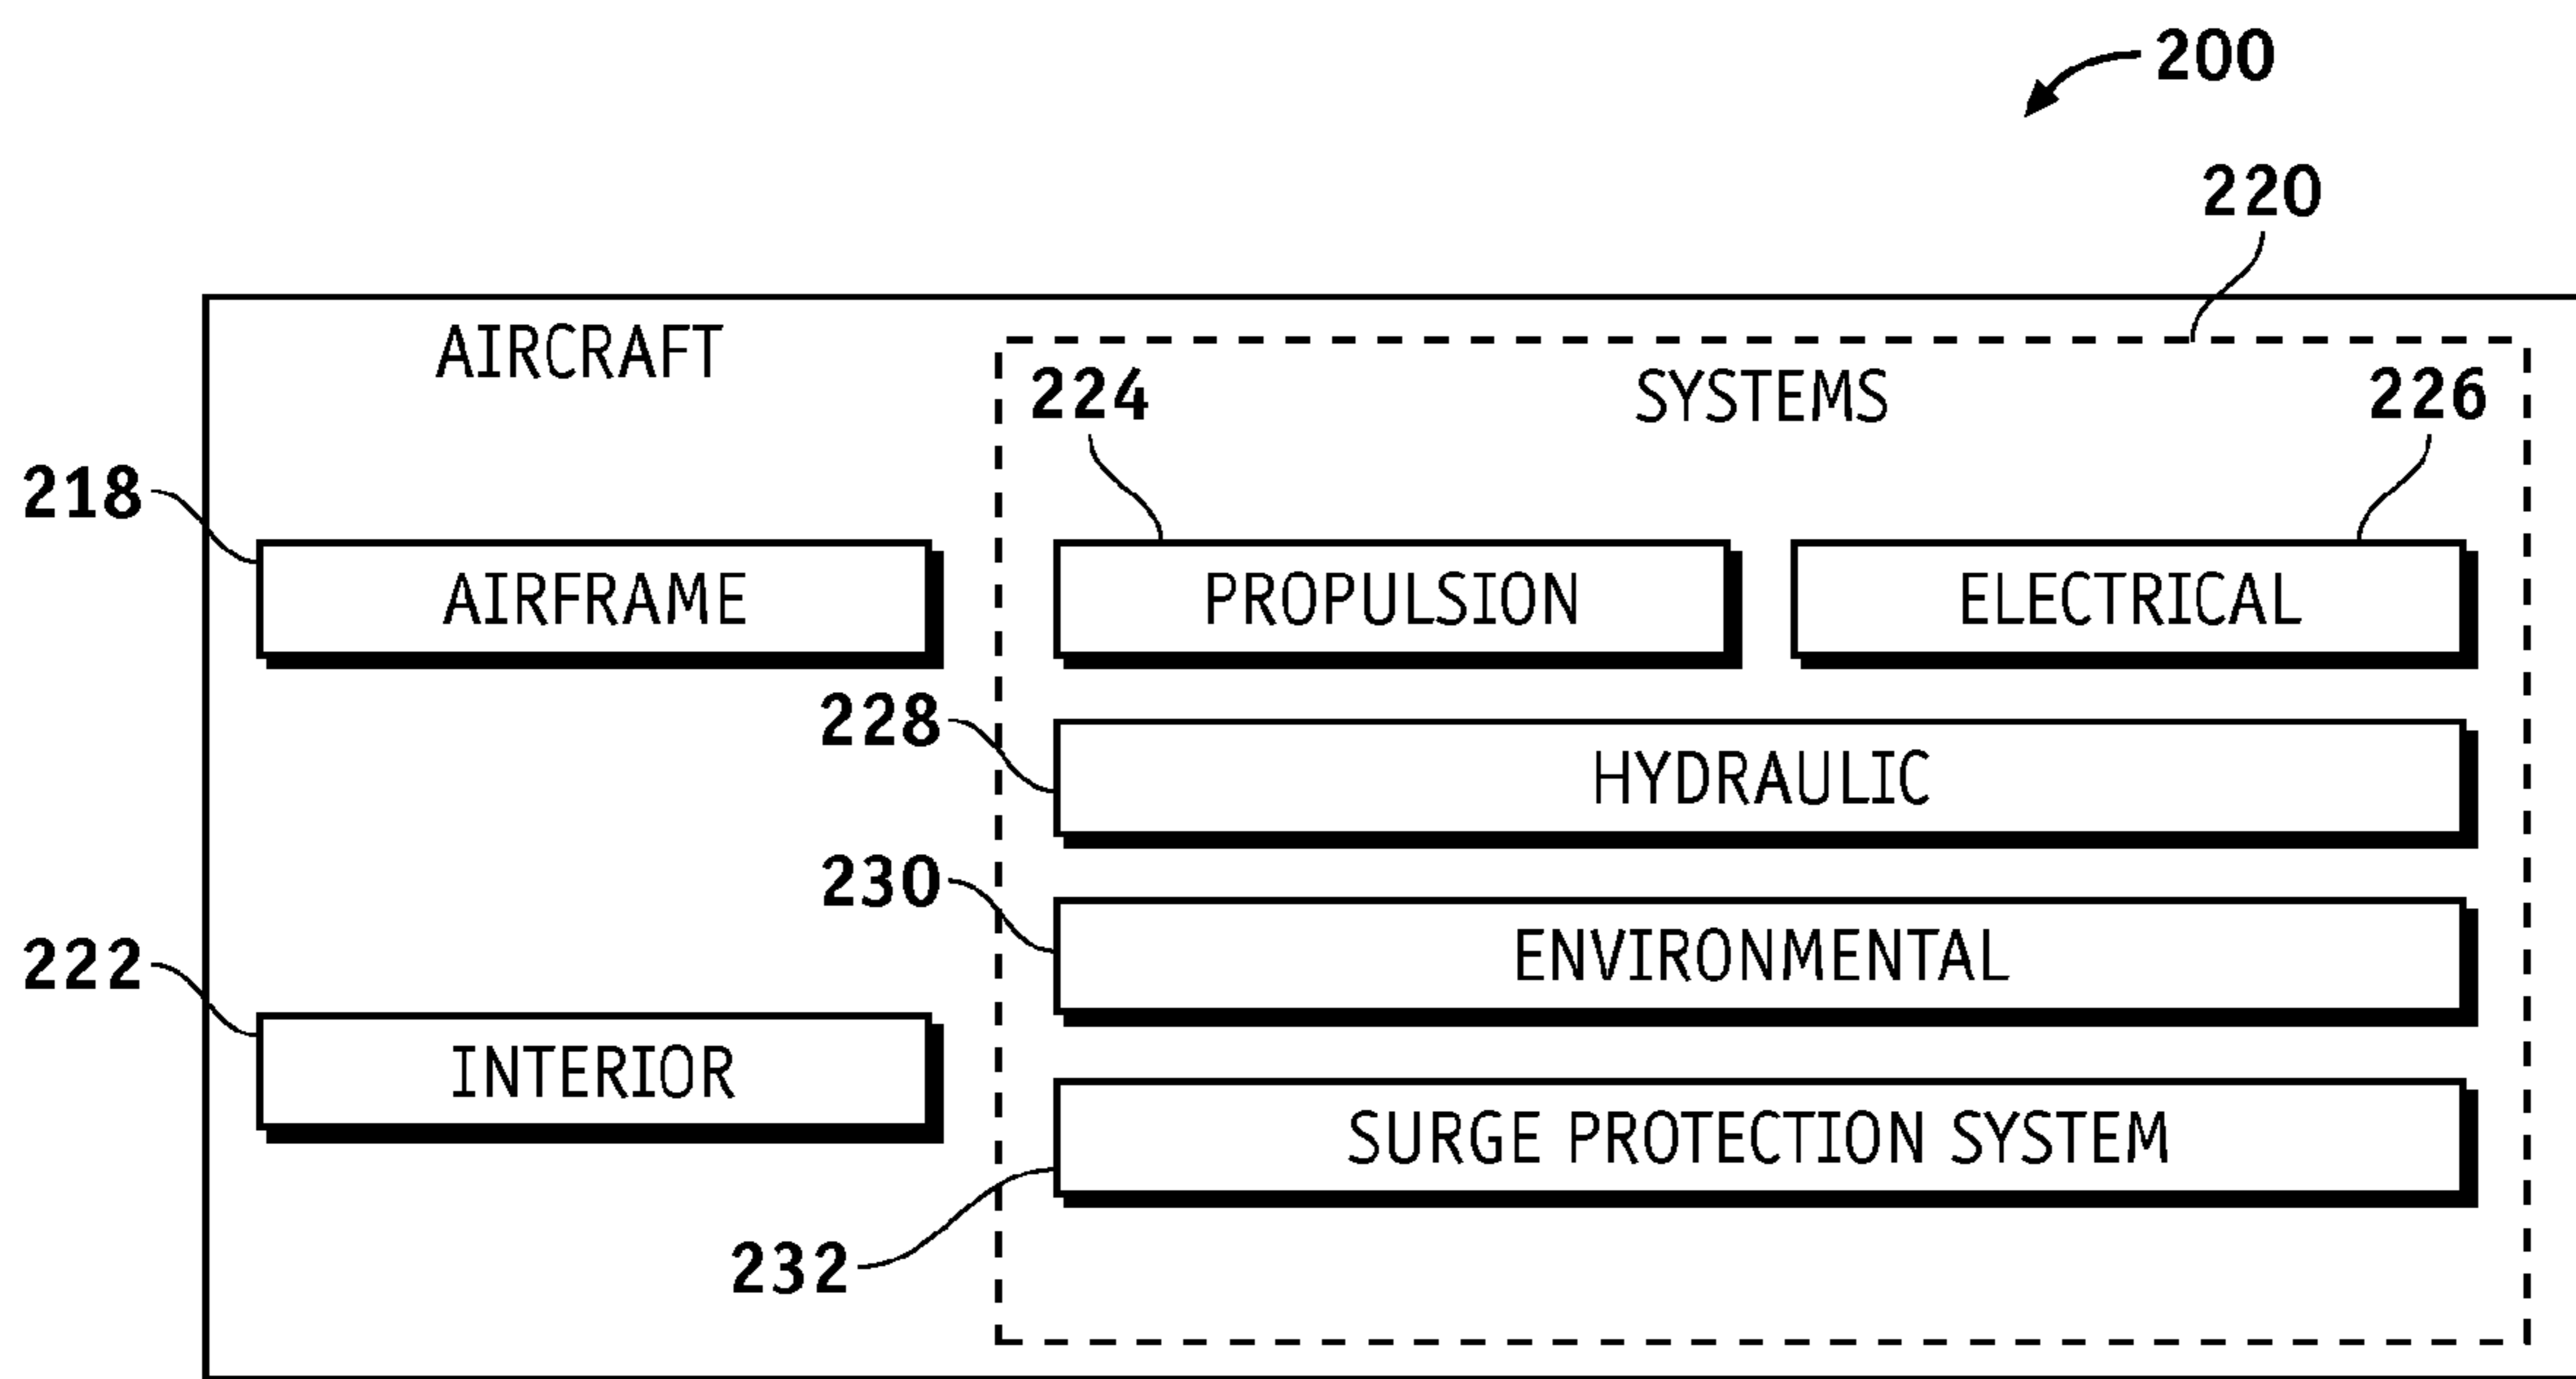 200
220
AIRCRAFT
SYSTEMS
224
226
218
AIRFRAME
PROPULSION
ELECTRICAL
228
HYDRAULIC
230
ENVIRONMENTAL
222
INTERIOR
SURGE PROTECTION SYSTEM
232